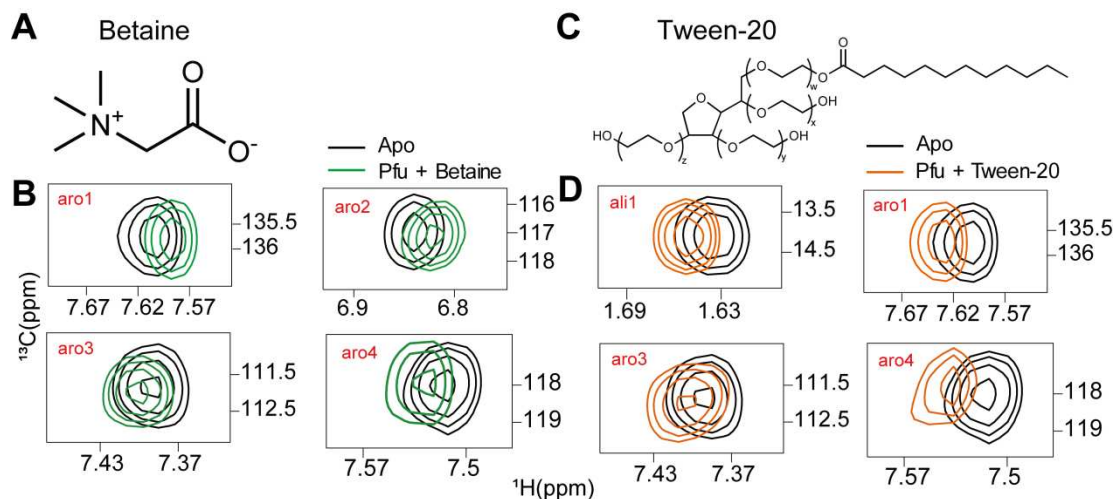 A
Betaine
N+
O
O-
C
Tween-20
O
O
O
O
w
O
OH
x
HO
O
z
O
OH
y
Apo
Pfu + Betaine
Apo
Pfu + Tween-20
B
aro1
135.5
136
7.67 7.62 7.57
aro2
116
117
118
6.9 6.8
aro3
111.5
112.5
7.43 7.37
aro4
118
119
7.57 7.5
D
ali1
13.5
14.5
1.69 1.63
aro1
135.5
136
7.67 7.62 7.57
aro3
111.5
112.5
7.43 7.37
aro4
118
119
7.57 7.5
¹³C(ppm)
¹H(ppm)